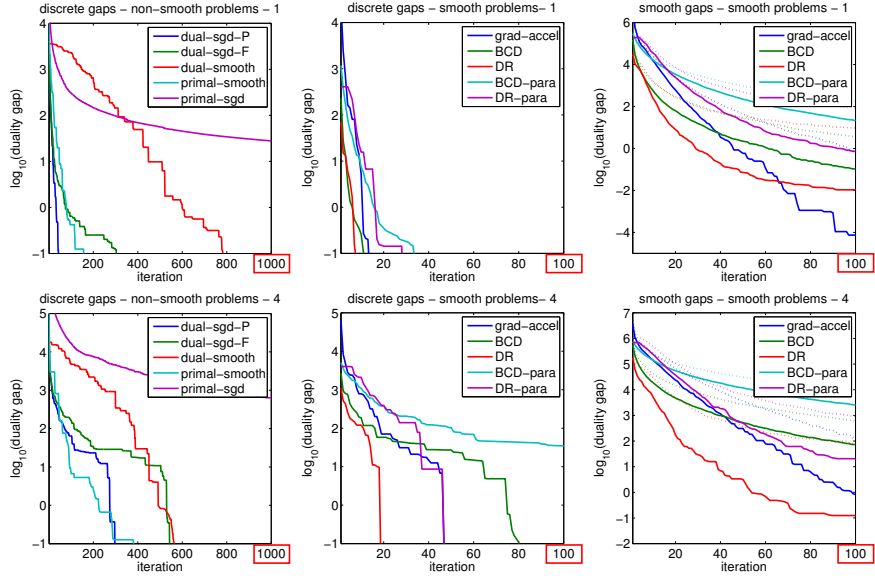 discrete gaps − non−smooth problems − 1
4
3
2
1
0
−1
log10(duality gap)
dual−sgd−P
dual−sgd−F
dual−smooth
primal−smooth
primal−sgd
200 400 600 800 1000
iteration
discrete gaps − smooth problems− 1
4
3
2
1
0
−1
log10(duality gap)
grad−accel
BCD
DR
BCD−para
DR−para
20 40 60 80 100
iteration
smooth gaps − smooth problems − 1
6
4
2
0
−2
−4
log10(duality gap)
grad−accel
BCD
DR
BCD−para
DR−para
20 40 60 80 100
iteration
discrete gaps − non−smooth problems − 4
5
4
3
2
1
0
−1
log10(duality gap)
dual−sgd−P
dual−sgd−F
dual−smooth
primal−smooth
primal−sgd
200 400 600 800 1000
iteration
discrete gaps − smooth problems− 4
5
4
3
2
1
0
−1
log10(duality gap)
grad−accel
BCD
DR
BCD−para
DR−para
20 40 60 80 100
iteration
smooth gaps − smooth problems − 4
7
6
5
4
3
2
1
0
−1
−2
log10(duality gap)
grad−accel
BCD
DR
BCD−para
DR−para
20 40 60 80 100
iteration